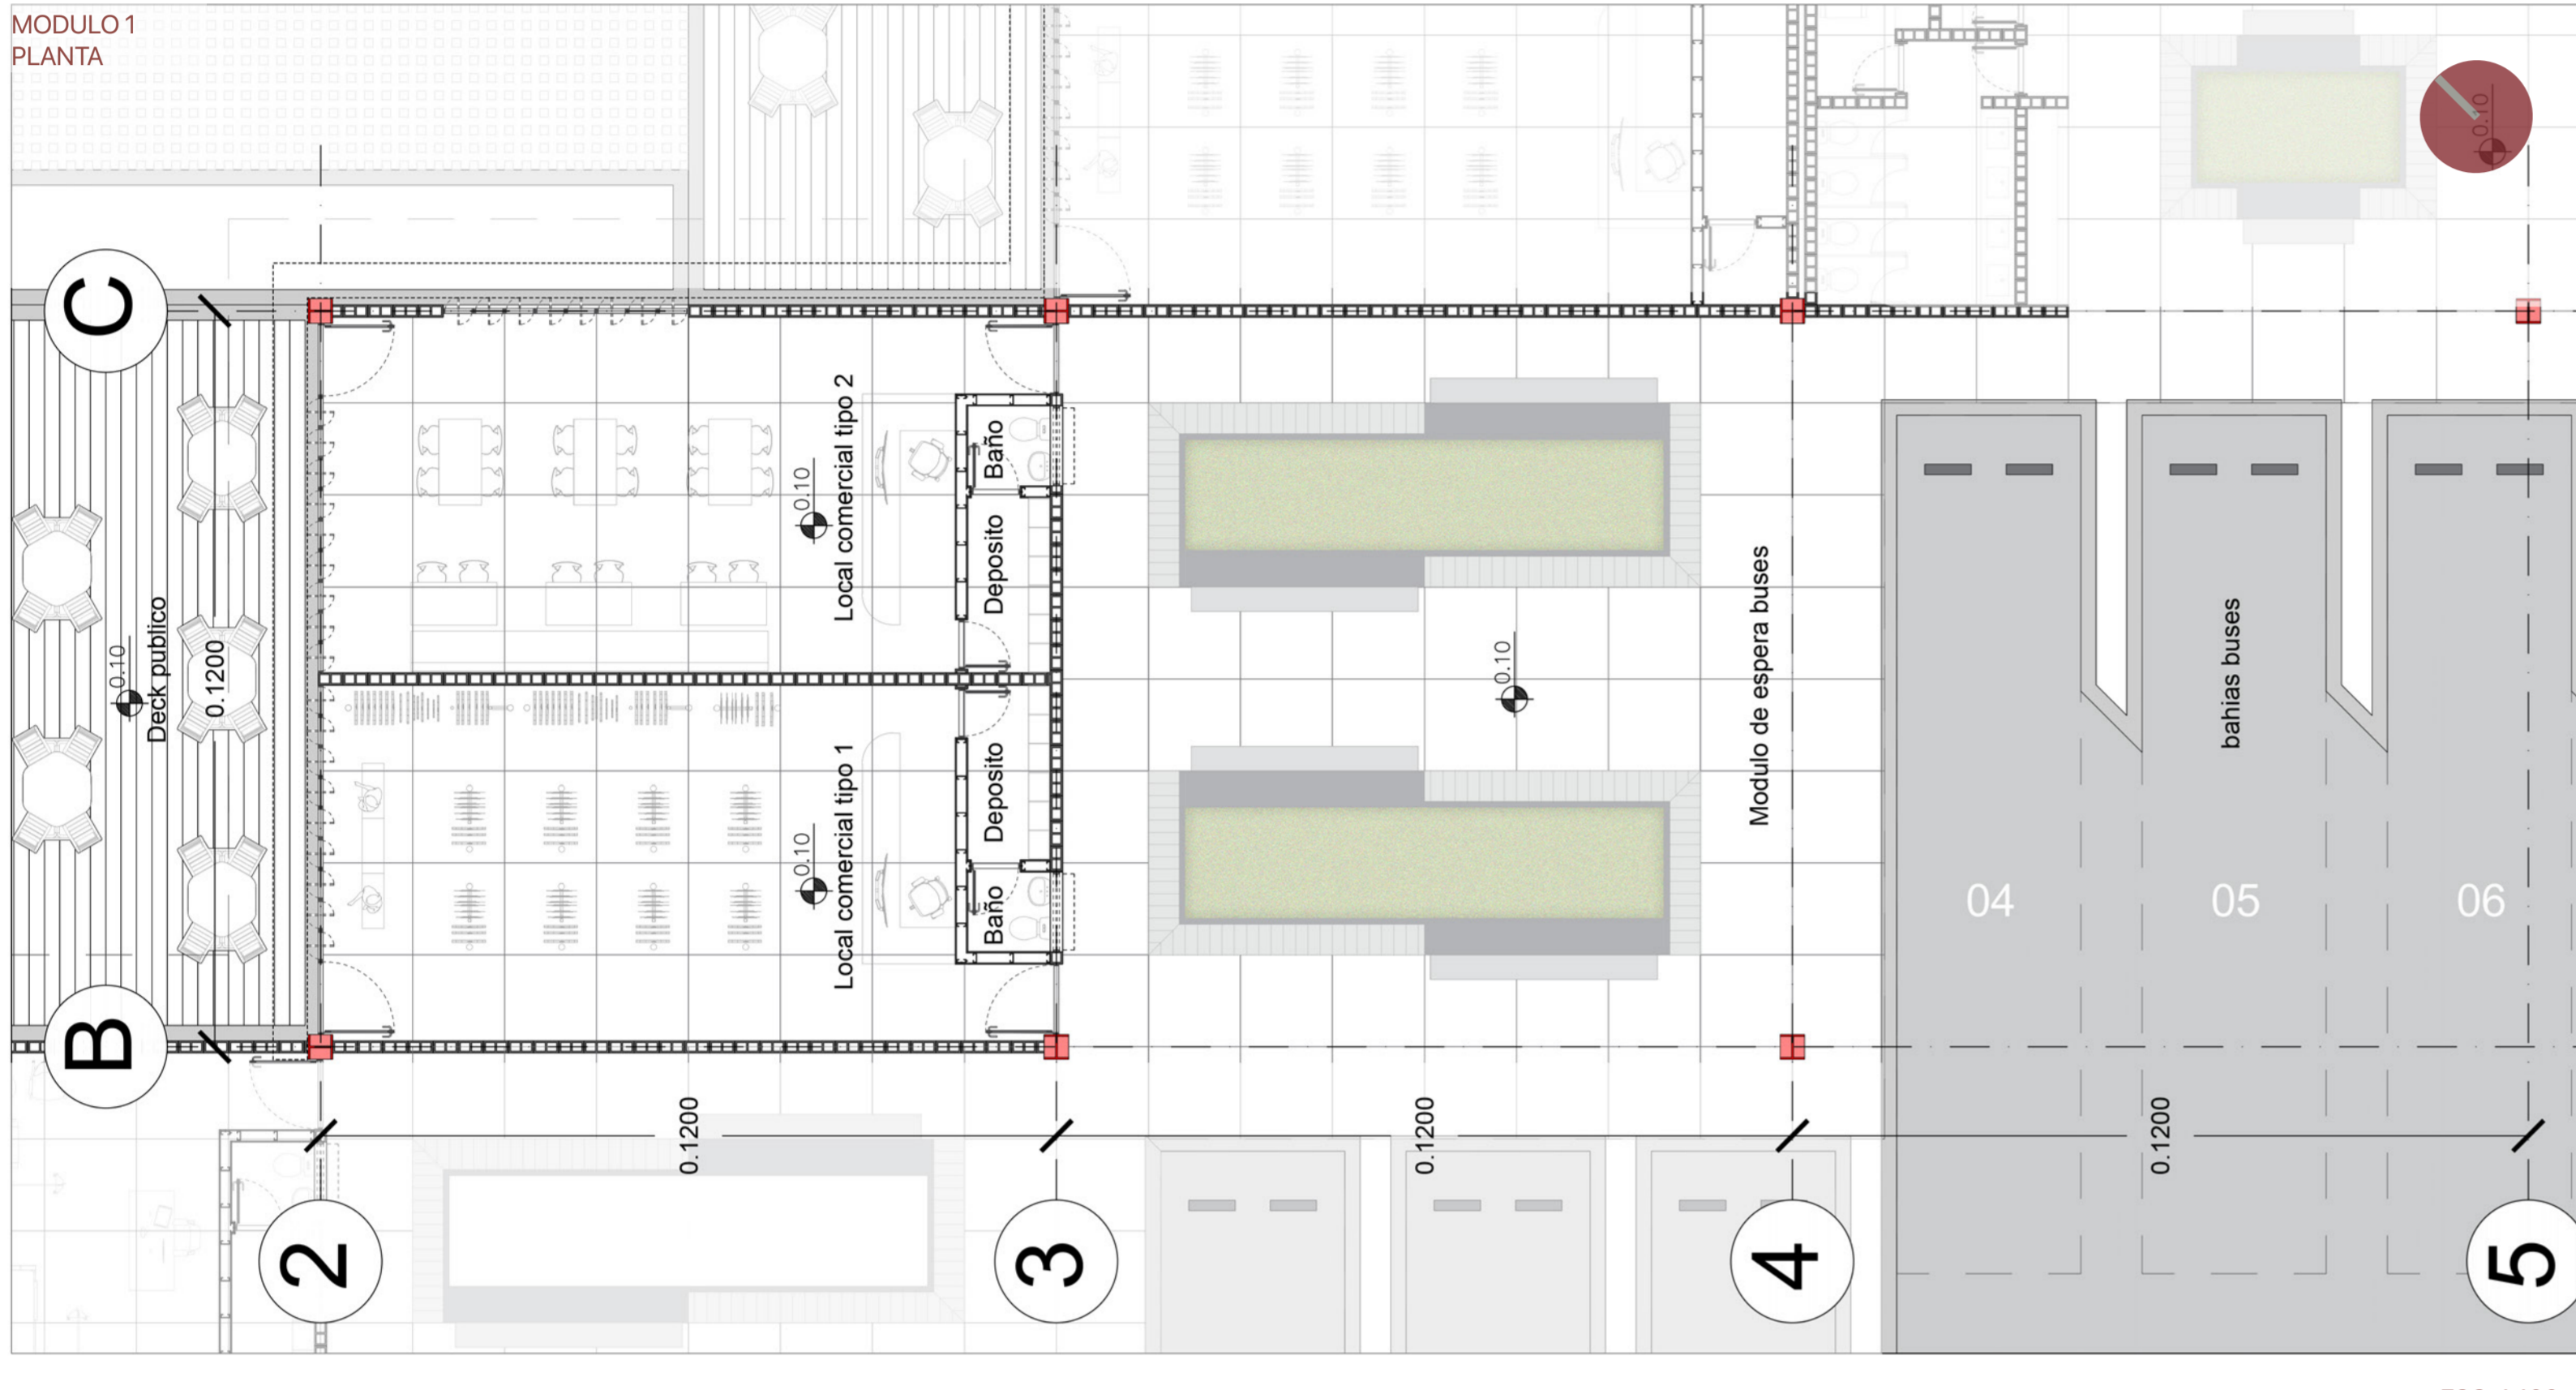 MODULO 1
PLANTA
0.10
C
Local comercial tipo 2
0.10
Baño
Deposito
0.10
Deck publico
0.1200
0.10
Modulo de espera buses
bahias buses
Local comercial tipo 1
0.10
Deposito
Baño
04
05
06
B
0.1200
0.1200
0.1200
2
3
4
5